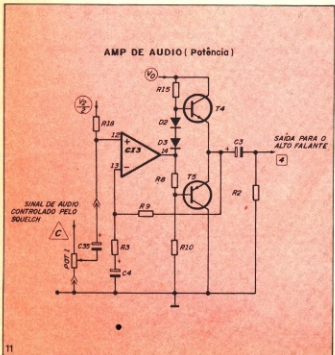 AMP DE AUDIO (Potência)
V0
R15
T4
V2/2
R16
D2
D3
12
+
CI3
14
13
-
R8
C3
+
SAÍDA PARA O
ALTO FALANTE
4
T5
SINAL DE AUDIO
CONTROLADO PELO
SQUELCH
R9
R2
C
C35
+
R3
R10
POT 1
+
C4
11